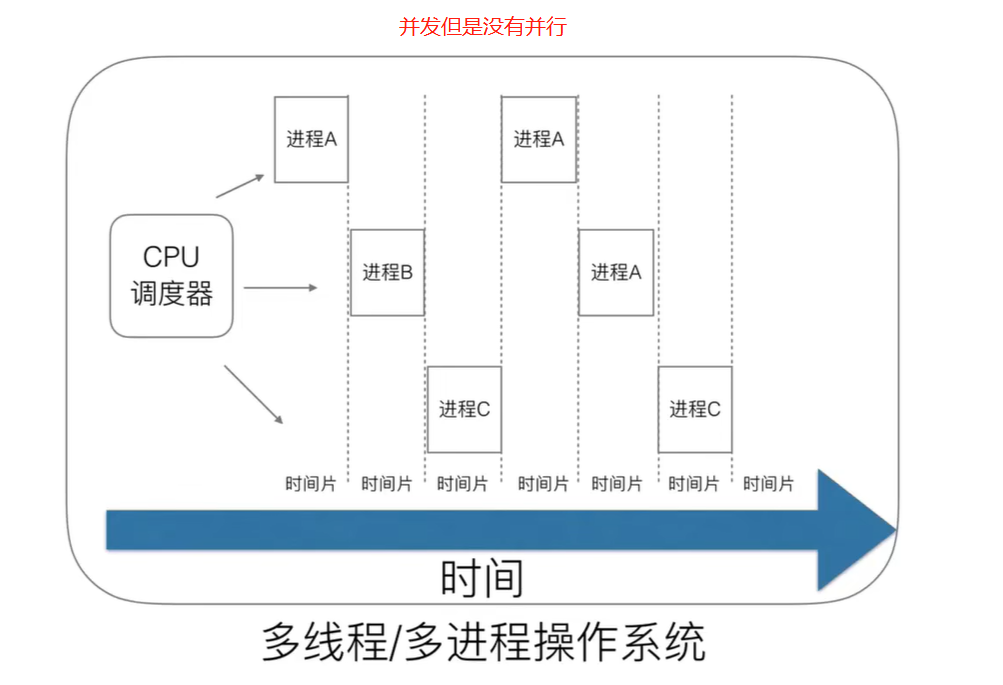 并发但是没有并行
进程A
进程A
CPU
调度器
进程B
进程A
进程C
进程C
时间片 时间片 时间片 时间片 时间片 时间片 时间片
时间
多线程/多进程操作系统